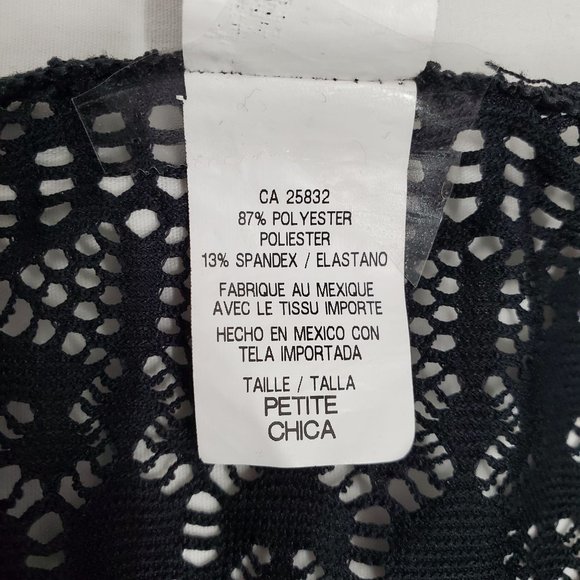 CA 25832
87% POLYESTER
POLIESTER
13% SPANDEX / ELASTANO
FABRIQUE AU MEXIQUE
AVEC LE TISSU IMPORTE
HECHO EN MEXICO CON
TELA IMPORTADA
TAILLE / TALLA
PETITE
CHICA